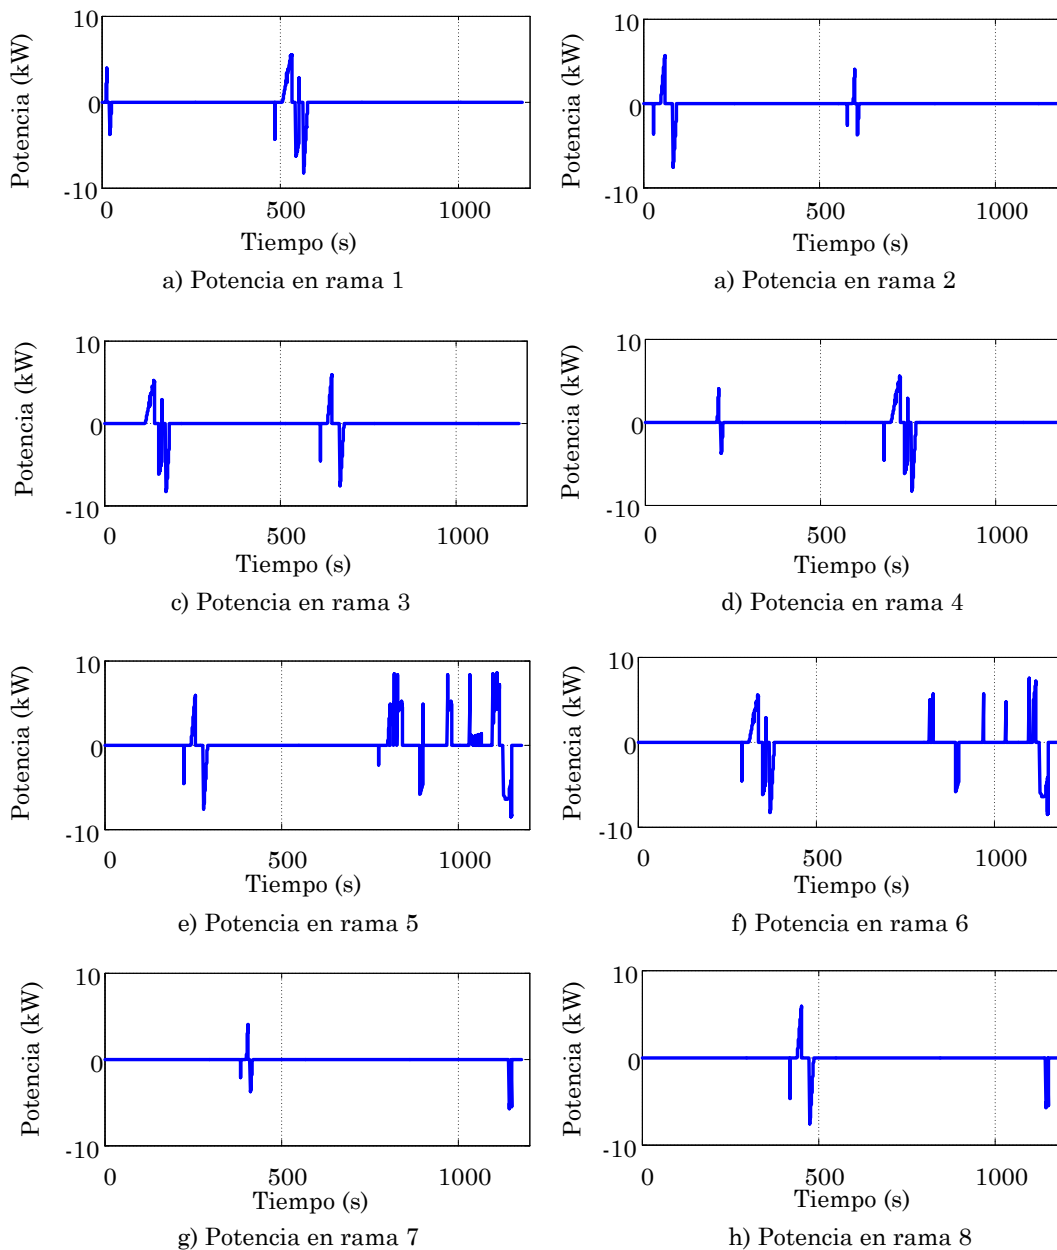 10
0
-10
Potencia (kW)
0 500 1000
Tiempo (s)
a) Potencia en rama 1
10
0
-10
Potencia (kW)
0 500 1000
Tiempo (s)
a) Potencia en rama 2
10
0
-10
Potencia (kW)
0 500 1000
Tiempo (s)
c) Potencia en rama 3
10
0
-10
Potencia (kW)
0 500 1000
Tiempo (s)
d) Potencia en rama 4
10
0
-10
Potencia (kW)
0 500 1000
Tiempo (s)
e) Potencia en rama 5
10
0
-10
Potencia (kW)
0 500 1000
Tiempo (s)
f) Potencia en rama 6
10
0
-10
Potencia (kW)
0 500 1000
Tiempo (s)
g) Potencia en rama 7
10
0
-10
Potencia (kW)
0 500 1000
Tiempo (s)
h) Potencia en rama 8